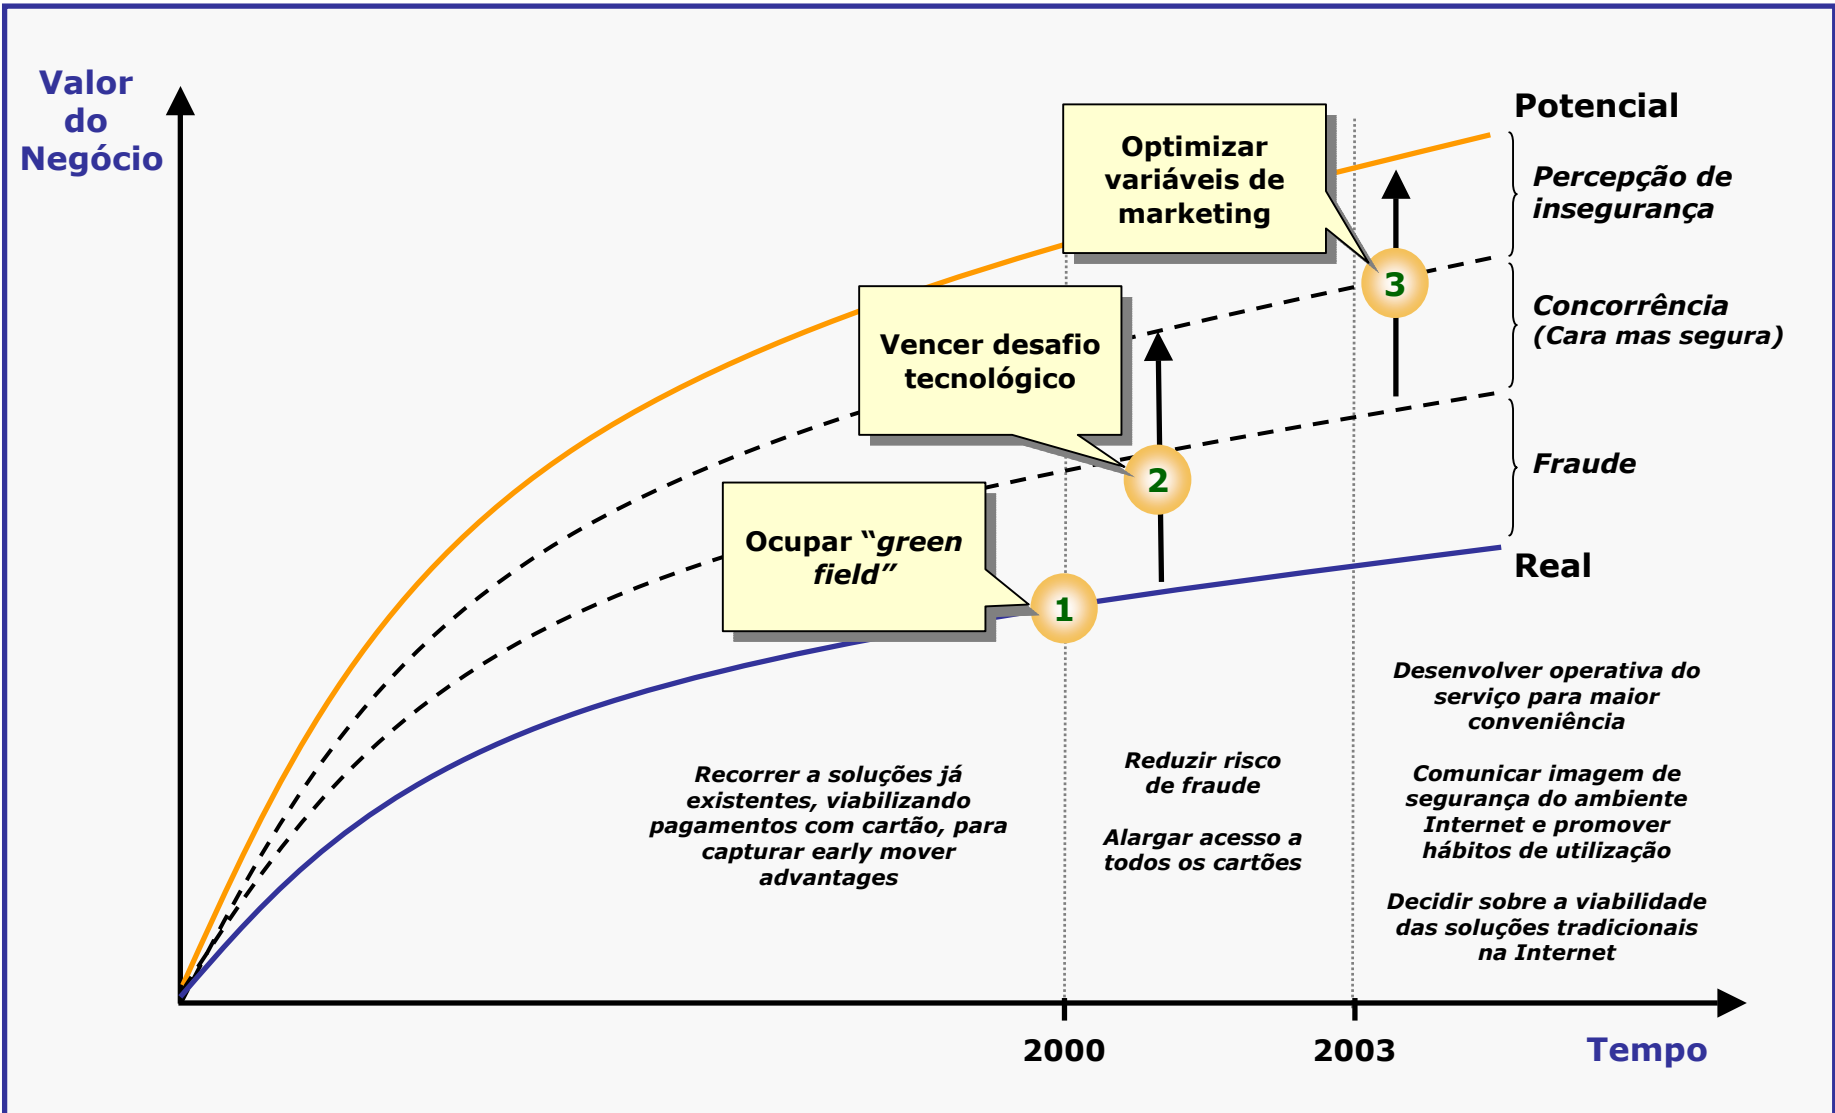 Valor
do
Negócio
Potencial
Optimizar
variáveis de
marketing
Percepção de
insegurança
3
Concorrência
(Cara mas segura)
Vencer desafio
tecnológico
2
Fraude
Ocupar “green
field”
1
Real
Recorrer a soluções já
existentes, viabilizando
pagamentos com cartão, para
capturar early mover
advantages
Reduzir risco
de fraude
Alargar acesso a
todos os cartões
Desenvolver operativa do
serviço para maior
conveniência
Comunicar imagem de
segurança do ambiente
Internet e promover
hábitos de utilização
Decidir sobre a viabilidade
das soluções tradicionais
na Internet
2000
2003
Tempo